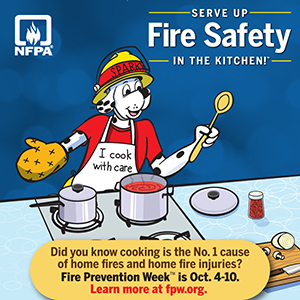 SERVE UP
Fire Safety
IN THE KITCHEN!™
NFPA®
SPARKY
I cook
with care
Did you know cooking is the No. 1 cause
of home fires and home fire injuries?
Fire Prevention Week™ is Oct. 4-10.
Learn more at fpw.org.